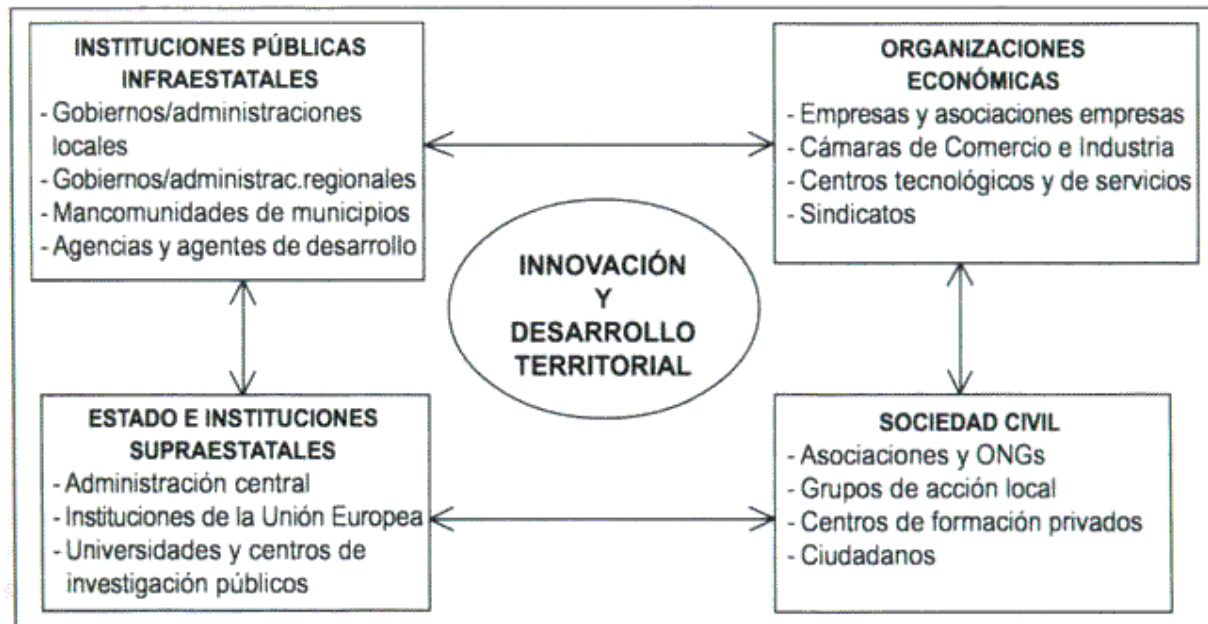 INSTITUCIONES PÚBLICAS
INFRAESTATALES
- Gobiernos/administraciones
locales
- Gobiernos/administrac.regionales
- Mancomunidades de municipios
- Agencias y agentes de desarrollo
ORGANIZACIONES
ECONÓMICAS
- Empresas y asociaciones empresas
- Cámaras de Comercio e Industria
- Centros tecnológicos y de servicios
- Sindicatos
INNOVACIÓN
Y
DESARROLLO
TERRITORIAL
ESTADO E INSTITUCIONES
SUPRAESTATALES
- Administración central
- Instituciones de la Unión Europea
- Universidades y centros de
investigación públicos
SOCIEDAD CIVIL
- Asociaciones y ONGs
- Grupos de acción local
- Centros de formación privados
- Ciudadanos